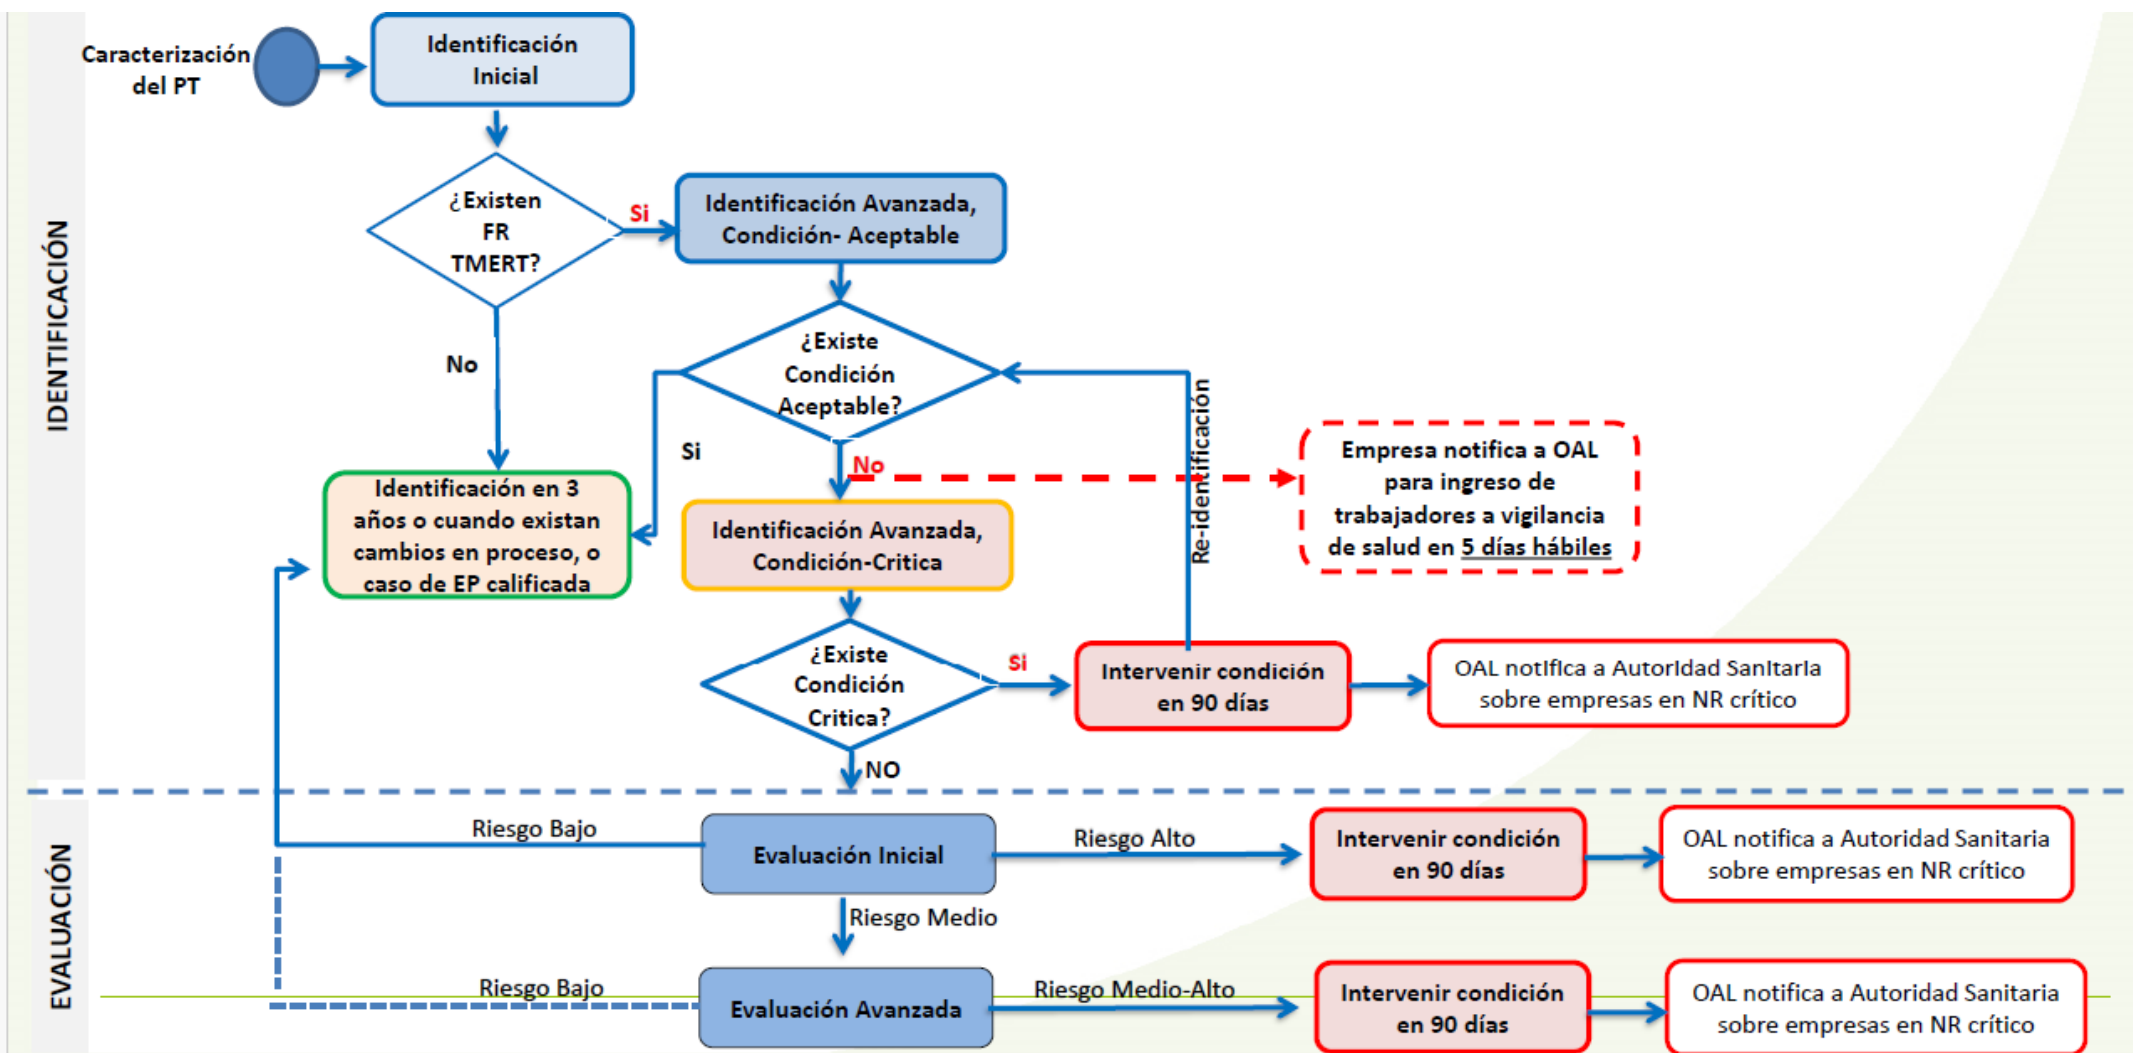 Caracterización
del PT
Identificación
Inicial
¿Existen
FR
TMERT?
Si
Identificación Avanzada,
Condición- Aceptable
IDENTIFICACIÓN
No
¿Existe
Condición
Aceptable?
Si
No
Re-identificación
Empresa notifica a OAL
para ingreso de
trabajadores a vigilancia
de salud en 5 días hábiles
Identificación en 3
años o cuando existan
cambios en proceso, o
caso de EP calificada
Identificación Avanzada,
Condición-Critica
¿Existe
Condición
Critica?
Si
Intervenir condición
en 90 días
OAL notifica a Autoridad Sanitaria
sobre empresas en NR crítico
NO
EVALUACIÓN
Riesgo Bajo
Evaluación Inicial
Riesgo Alto
Intervenir condición
en 90 días
OAL notifica a Autoridad Sanitaria
sobre empresas en NR crítico
Riesgo Medio
Riesgo Bajo
Evaluación Avanzada
Riesgo Medio-Alto
Intervenir condición
en 90 días
OAL notifica a Autoridad Sanitaria
sobre empresas en NR crítico